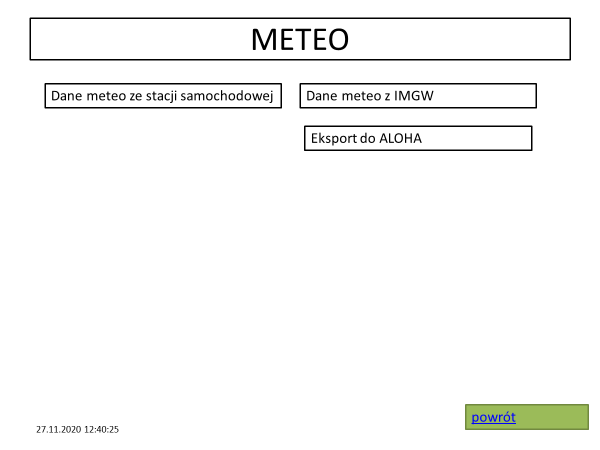 METEO
Dane meteo ze stacji samochodowej
Dane meteo z IMGW
Eksport do ALOHA
powrót
27.11.2020 12:40:25